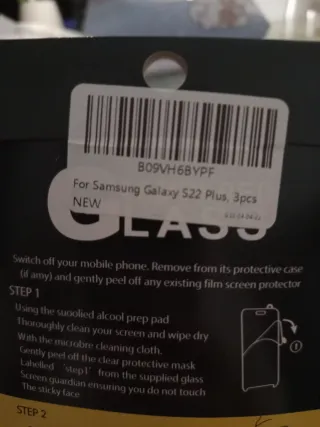 B09VH6BYPF
For Samsung Galaxy S22 Plus, 3pcs
NEW
GLASS
Switch off your mobile phone. Remove from its protective case
(if amy) and gently peel off any existing film screen protector
STEP 1
Using the suoolied alcool prep pad
Thoroughly clean your screen and wipe dry
With the microbre cleaning cloth.
Gently peel off the clear protective mask
Labelled 'step1' from the supplied glass
Screen guardian ensuring you do not touch
The sticky face
STEP 2